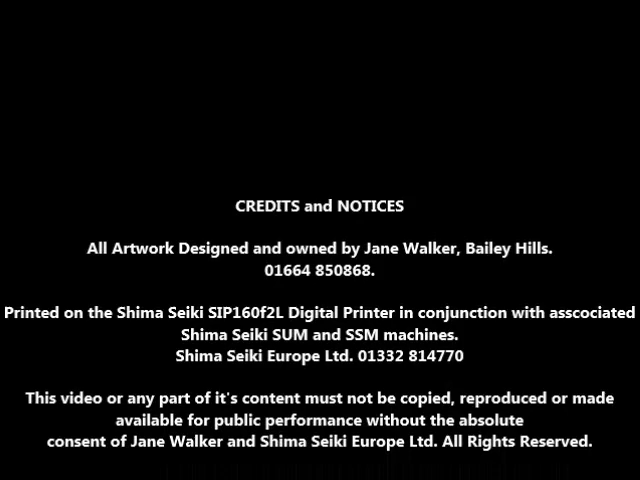 CREDITS and NOTICES
All Artwork Designed and owned by Jane Walker, Bailey Hills.
01664 850868.
Printed on the Shima Seiki SIP160f2L Digital Printer in conjunction with asscociated
Shima Seiki SUM and SSM machines.
Shima Seiki Europe Ltd. 01332 814770
This video or any part of it's content must not be copied, reproduced or made
available for public performance without the absolute
consent of Jane Walker and Shima Seiki Europe Ltd. All Rights Reserved.